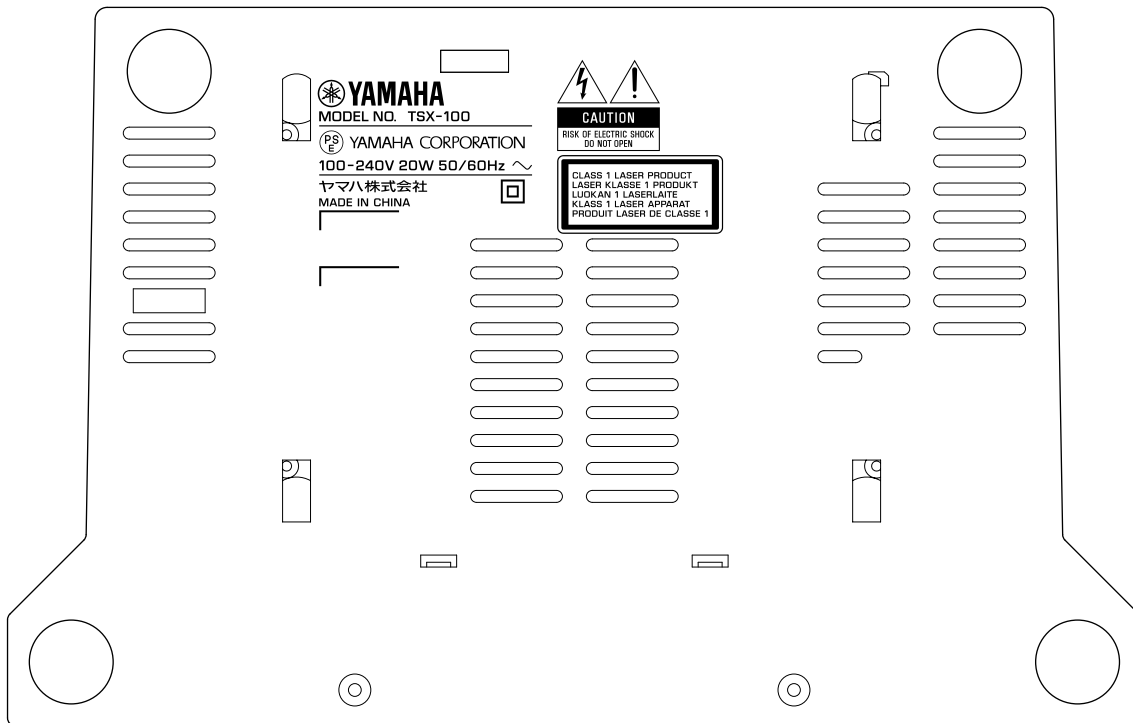 YAMAHA
MODEL NO. TSX-100
PS
E
YAMAHA CORPORATION
100-240V 20W 50/60Hz ～
ヤマハ株式会社
MADE IN CHINA
CAUTION
RISK OF ELECTRIC SHOCK
DO NOT OPEN
CLASS 1 LASER PRODUCT
LASER KLASSE 1 PRODUKT
LUOKAN 1 LASERLAITE
KLASS 1 LASER APPARAT
PRODUIT LASER DE CLASSE 1